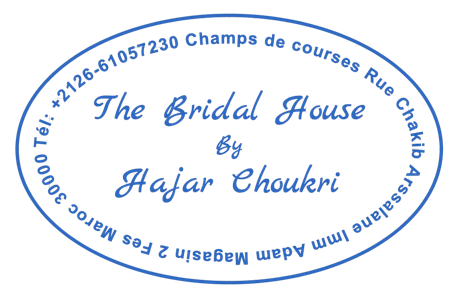 The Bridal House
By
Hajar Choukri
Champs de courses Rue Chakib Arssalane Imm Adam Magasin 2 Fes Maroc 30000 Tél: +2126-61057230